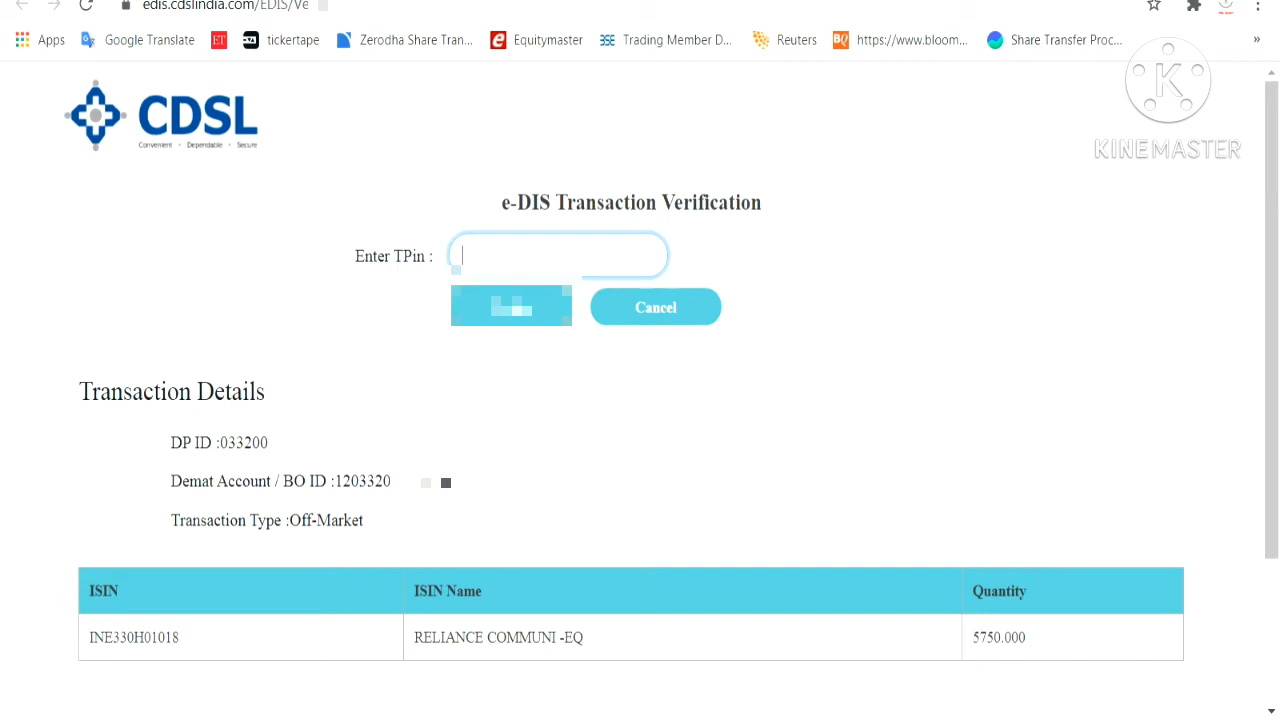 edis.cdslindia.com/EDIS/Ve
Apps Google Translate ET tickertape Zerodha Share Tran... e Equitymaster BSE Trading Member D... Reuters BQ https://www.bloom... Share Transfer Proc... »
K
KINEMASTER
CDSL
Convenient • Dependable • Secure
e-DIS Transaction Verification
Enter TPin :
Cancel
Transaction Details
DP ID :033200
Demat Account / BO ID :1203320
Transaction Type :Off-Market
ISIN ISIN Name Quantity
INE330H01018 RELIANCE COMMUNI -EQ 5750.000